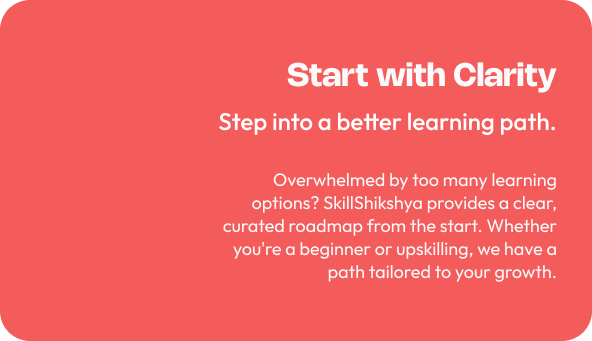 Start with Clarity
Step into a better learning path.
Overwhelmed by too many learning
options? SkillShikshya provides a clear,
curated roadmap from the start. Whether
you're a beginner or upskilling, we have a
path tailored to your growth.